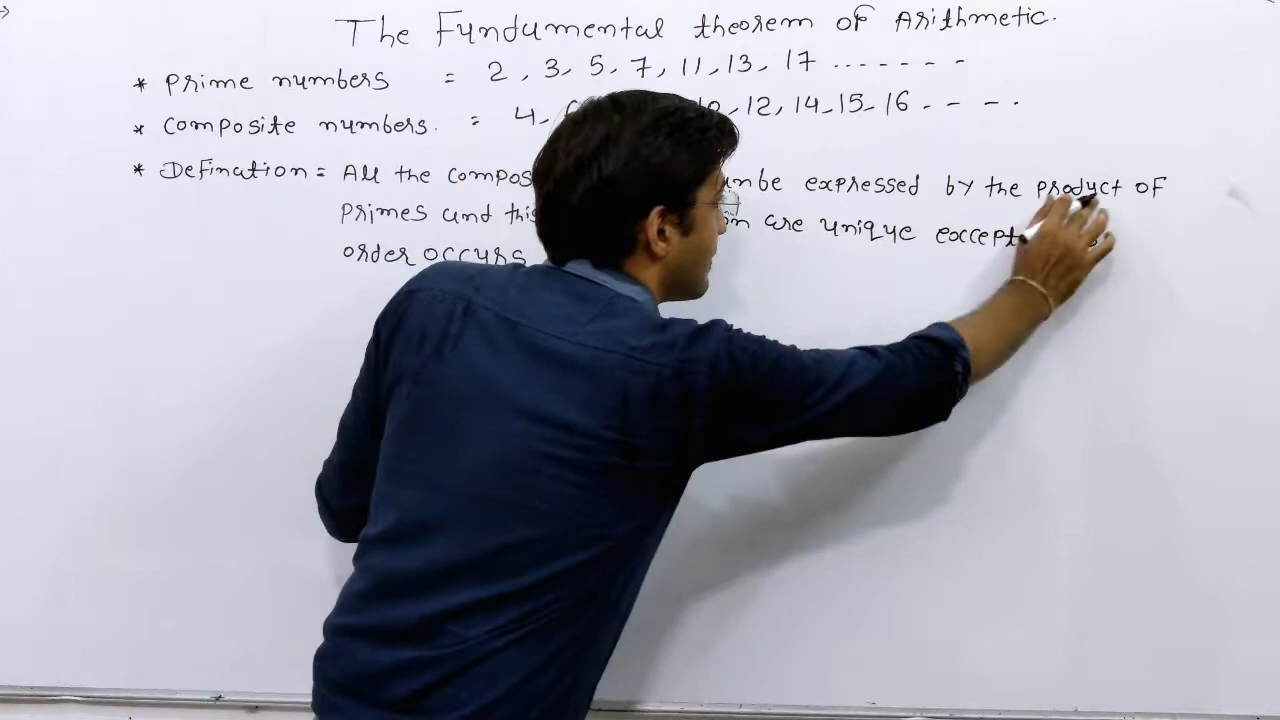 The Fundamental theorem of Arithmetic.
* Prime numbers = 2, 3, 5, 7, 11, 13, 17 .......
* Composite numbers. = 4, 12, 14, 15, 16 - - - .
* Defination = All the compos expressed by the product of
primes and this are unique except
order occurs